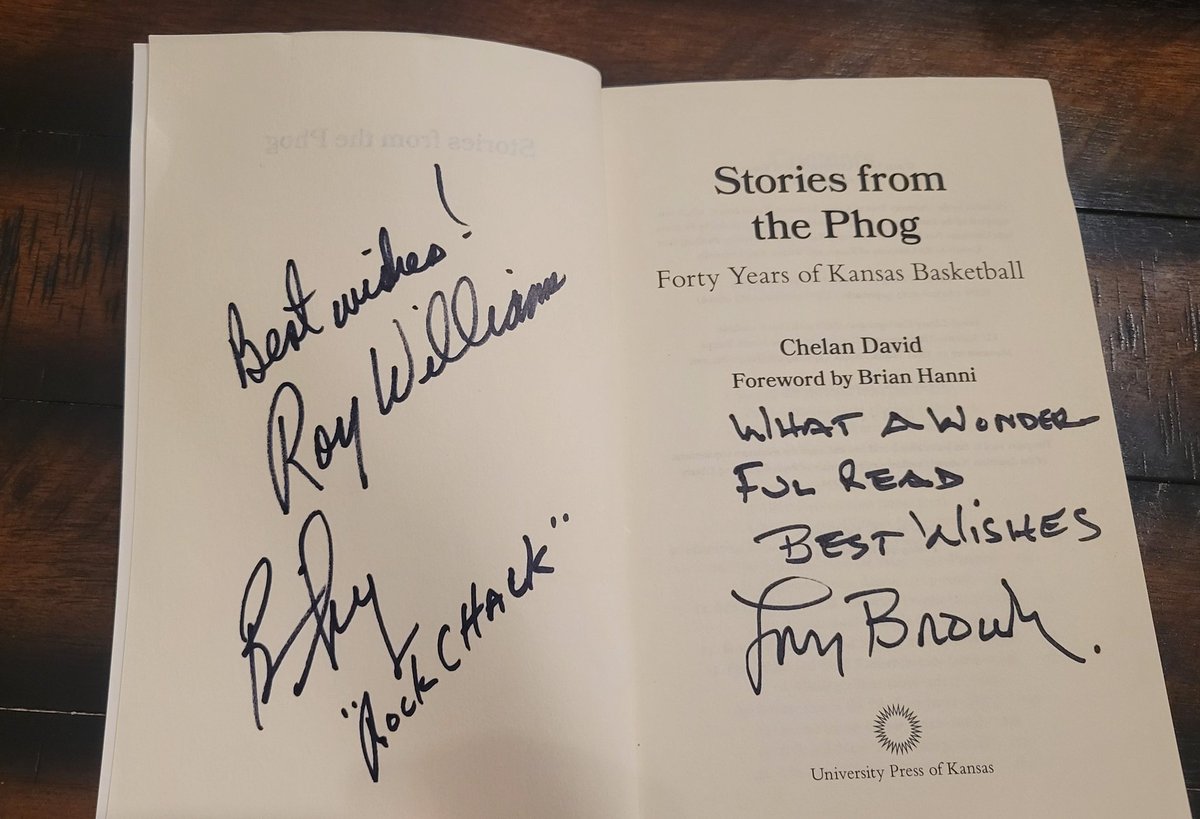 Stories from the Phog
Best wishes!
Roy Williams
"Rock CHALK"
Stories from
the Phog
Forty Years of Kansas Basketball
Chelan David
Foreword by Brian Hanni
WHAT A WONDER
FUL READ
BEST WISHES
Larry Brown.
University Press of Kansas